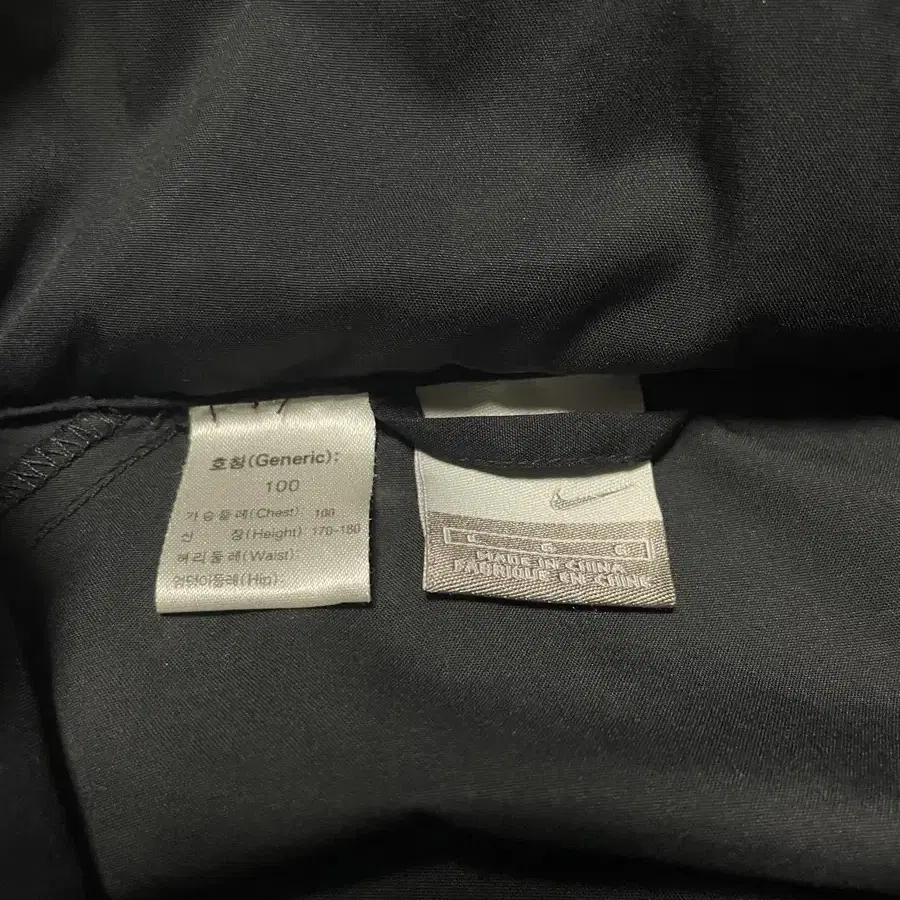 호칭(Generic):
100
가슴둘레(Chest): 100
신 장(Height): 170-180
허리둘레(Waist):
엉덩이둘레(Hip):
L G G
MADE IN CHINA
FABRIQUE EN CHINE